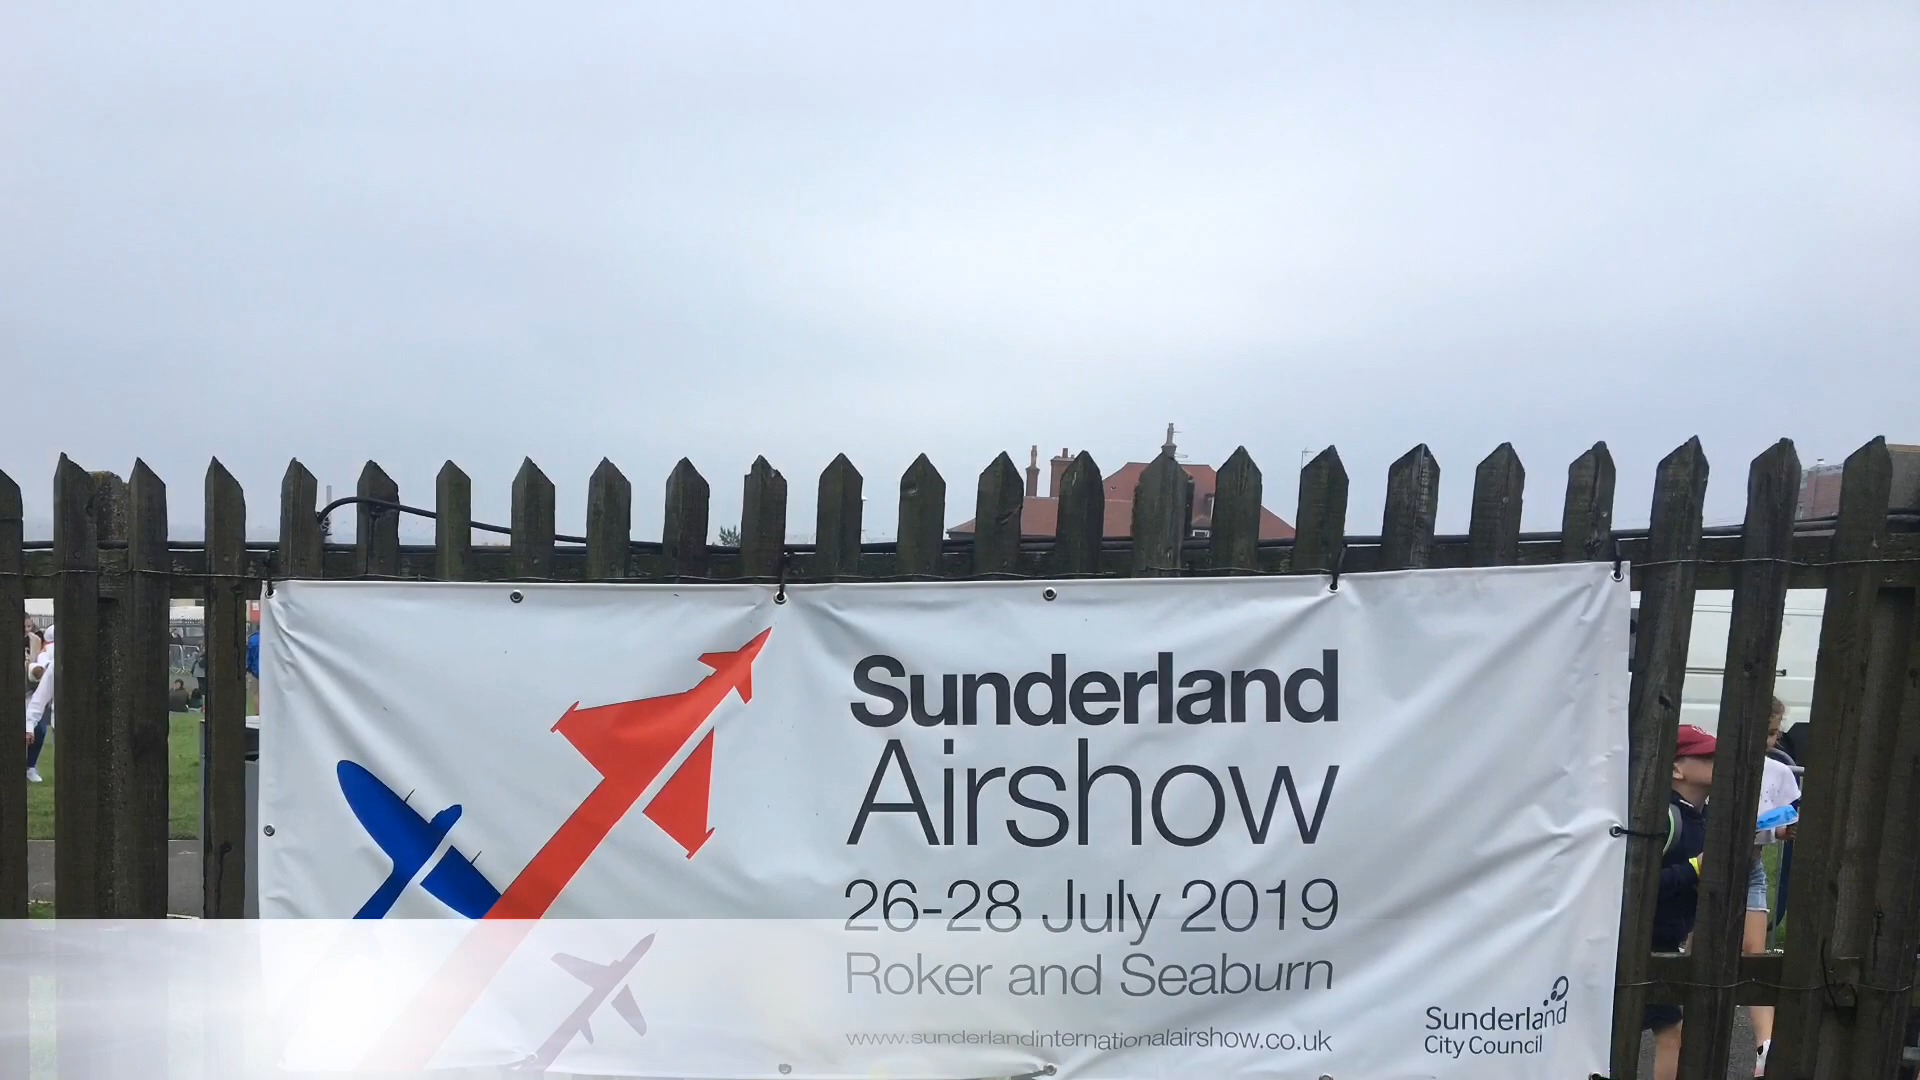 Sunderland
Airshow
26-28 July 2019
Roker and Seaburn
www.sunderlandinternationalairshow.co.uk
Sunderland
City Council